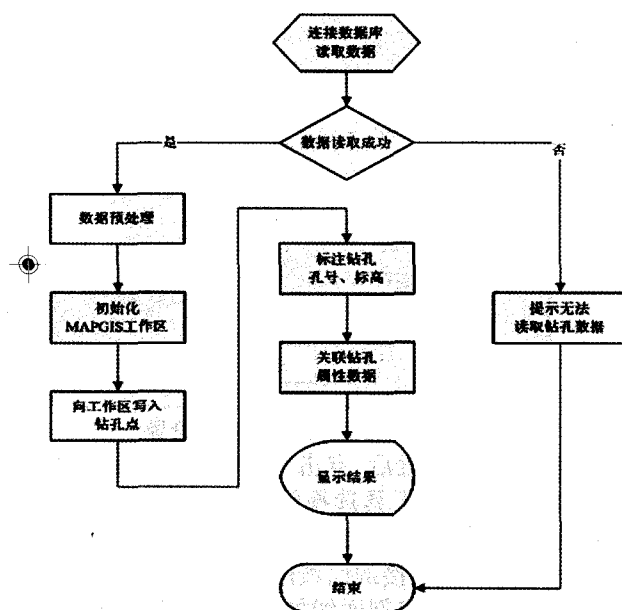 连接数据库
读取数据
数据读取成功
是
否
数据预处理
初始化
MAPGIS工作区
向工作区写入
钻孔点
标注钻孔
孔号、标高
关联钻孔
属性数据
显示结果
提示无法
读取钻孔数据
结束